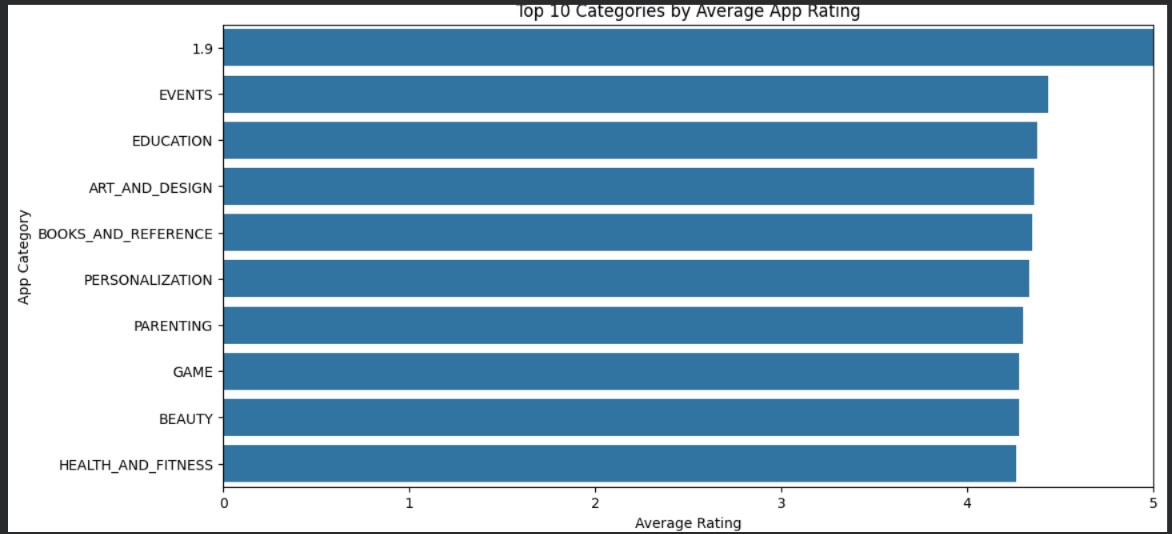 Top 10 Categories by Average App Rating
App Category
1.9
EVENTS
EDUCATION
ART_AND_DESIGN
BOOKS_AND_REFERENCE
PERSONALIZATION
PARENTING
GAME
BEAUTY
HEALTH_AND_FITNESS
0 1 2 3 4 5
Average Rating